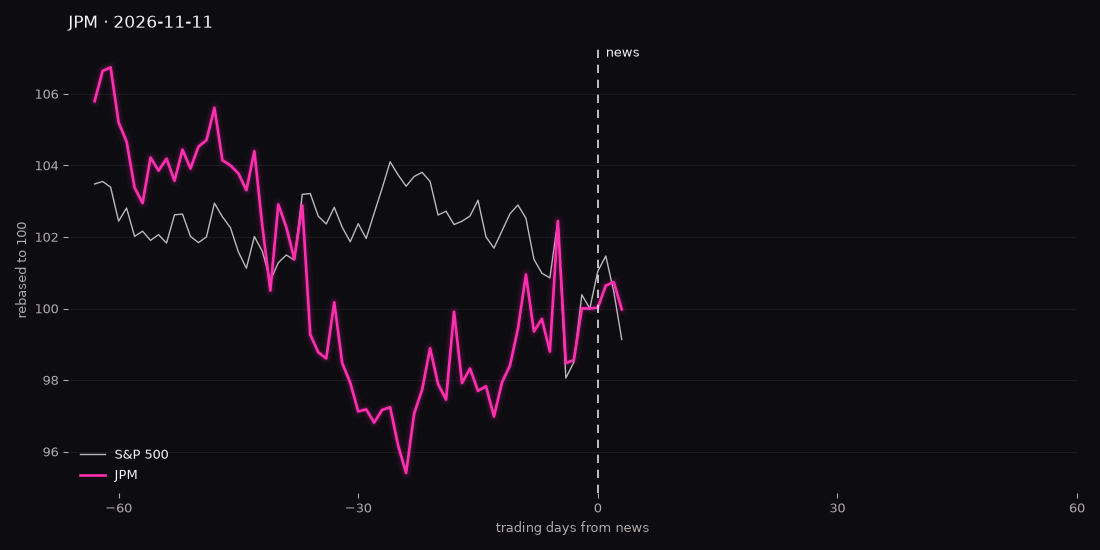 JPM · 2026-11-11
news
106
104
102
100
98
96
rebased to 100
S&P 500
JPM
−60
−30
0
30
60
trading days from news